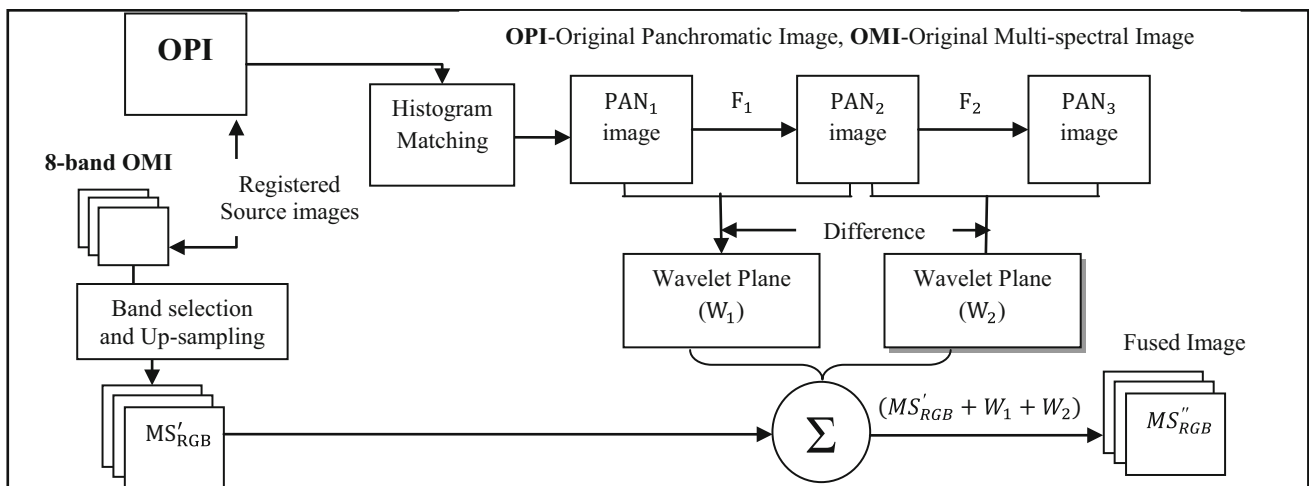 OPI
OPI-Original Panchromatic Image, OMI-Original Multi-spectral Image
Histogram
Matching
PAN₁
image
F₁
PAN₂
image
F₂
PAN₃
image
8-band OMI
Registered
Source images
Difference
Wavelet Plane
(W₁)
Wavelet Plane
(W₂)
Band selection
and Up-sampling
Fused Image
MS′RGB
Σ
(MS′RGB + W₁ + W₂)
MS″RGB